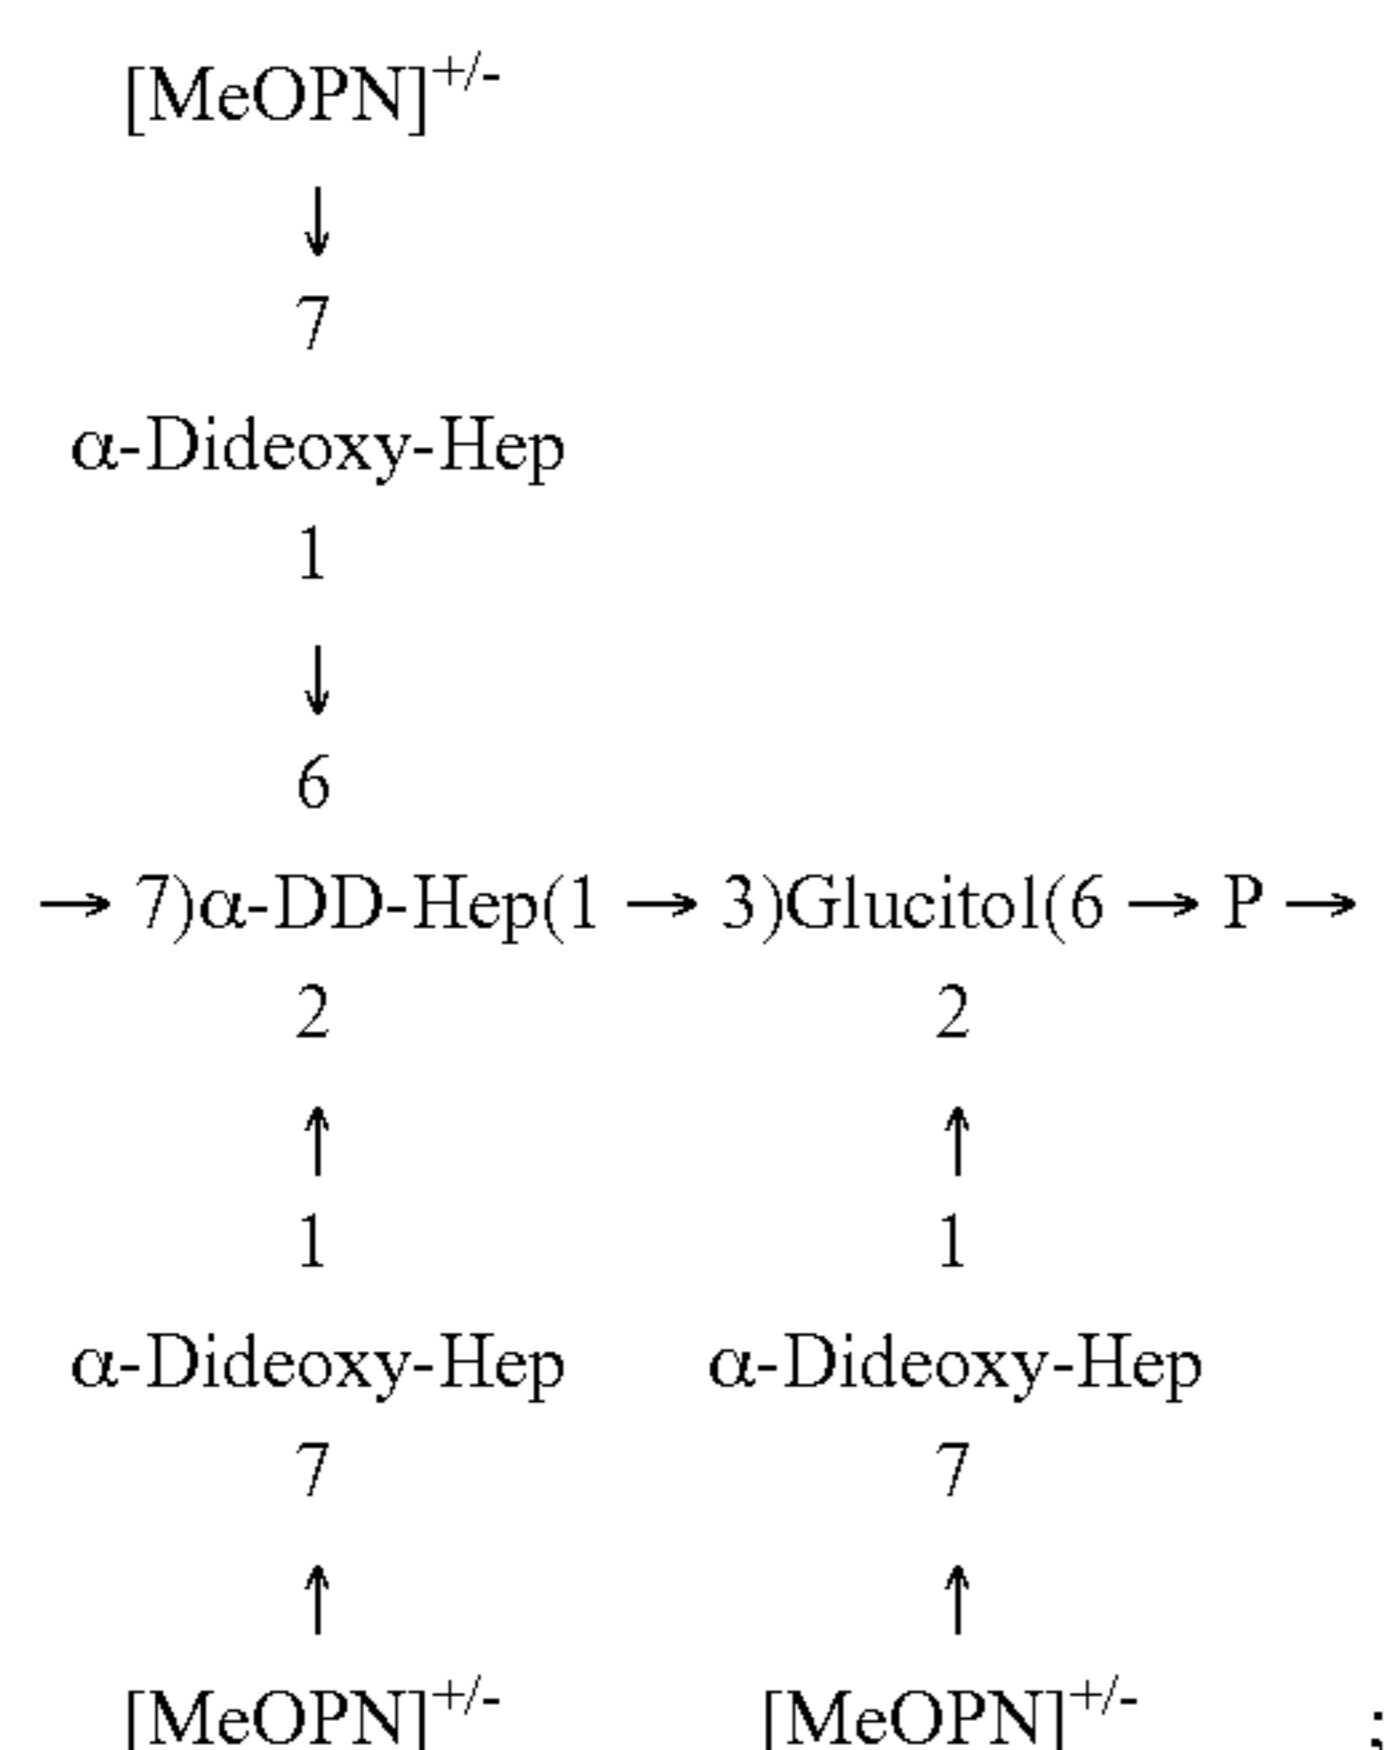 [MeOPN]+/-
↓
7
α-Dideoxy-Hep
1
↓
6
→ 7)α-DD-Hep(1 → 3)Glucitol(6 → P →
2 2
↑ ↑
1 1
α-Dideoxy-Hep α-Dideoxy-Hep
7 7
↑ ↑
[MeOPN]+/- [MeOPN]+/- ;